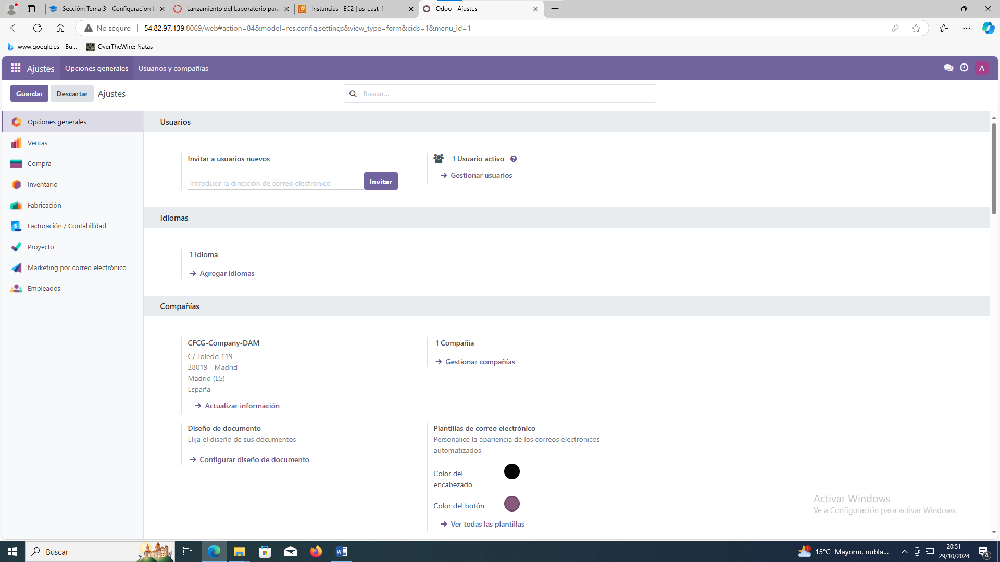 Sección: Tema 3 - Configuracion b
Lanzamiento del Laboratorio para
Instancias | EC2 | us-east-1
Odoo - Ajustes
No seguro
54.82.97.139:8069/web#action=84&model=res.config.settings&view_type=form&cids=1&menu_id=1
www.google.es - Bu...
OverTheWire: Natas
Ajustes
Opciones generales
Usuarios y compañías
A
Guardar
Descartar
Ajustes
Buscar...
Opciones generales
Ventas
Compra
Inventario
Fabricación
Facturación / Contabilidad
Proyecto
Marketing por correo electrónico
Empleados
Usuarios
Invitar a usuarios nuevos
Introducir la dirección de correo electrónico
Invitar
1 Usuario activo
?
Gestionar usuarios
Idiomas
1 Idioma
Agregar idiomas
Compañías
CFCG-Company-DAM
C/ Toledo 119
28019 - Madrid
Madrid (ES)
España
Actualizar información
1 Compañía
Gestionar compañías
Diseño de documento
Elija el diseño de sus documentos
Configurar diseño de documento
Plantillas de correo electrónico
Personalice la apariencia de los correos electrónicos
automatizados
Color del
encabezado
Color del botón
Ver todas las plantillas
Activar Windows
Ve a Configuración para activar Windows.
Buscar
1
15°C Mayorm. nubla...
20:51
29/10/2024
4